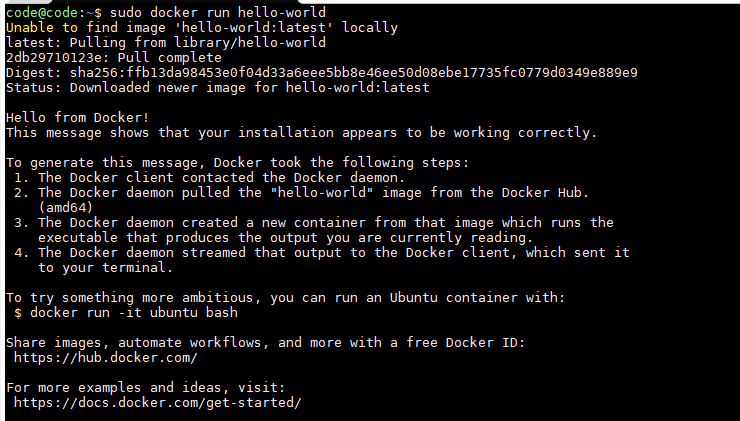 code@code:~$ sudo docker run hello-world
Unable to find image 'hello-world:latest' locally
latest: Pulling from library/hello-world
2db29710123e: Pull complete
Digest: sha256:ffb13da98453e0f04d33a6eee5bb8e46ee50d08ebe17735fc0779d0349e889e9
Status: Downloaded newer image for hello-world:latest

Hello from Docker!
This message shows that your installation appears to be working correctly.

To generate this message, Docker took the following steps:
 1. The Docker client contacted the Docker daemon.
 2. The Docker daemon pulled the "hello-world" image from the Docker Hub.
    (amd64)
 3. The Docker daemon created a new container from that image which runs the
    executable that produces the output you are currently reading.
 4. The Docker daemon streamed that output to the Docker client, which sent it
    to your terminal.

To try something more ambitious, you can run an Ubuntu container with:
 $ docker run -it ubuntu bash

Share images, automate workflows, and more with a free Docker ID:
 https://hub.docker.com/

For more examples and ideas, visit:
 https://docs.docker.com/get-started/